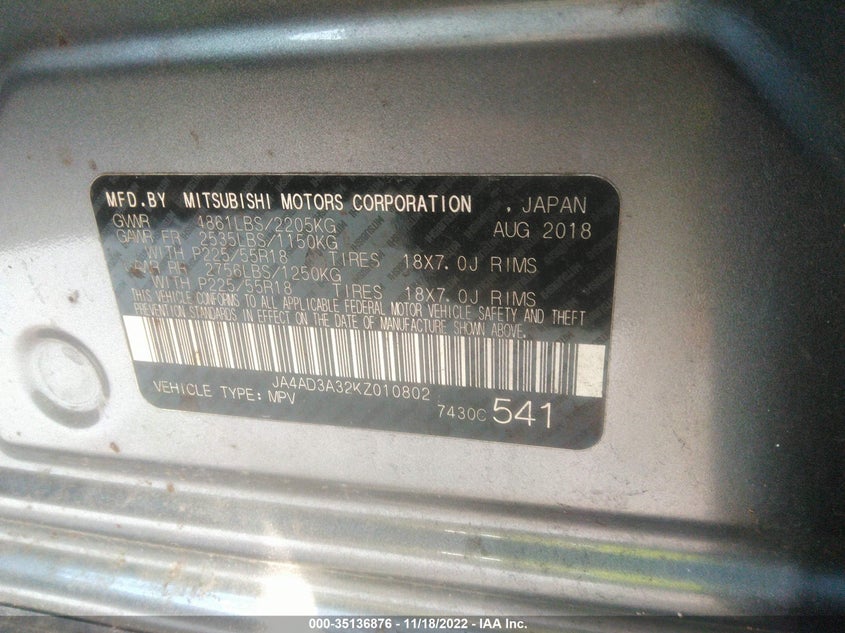 MFD.BY MITSUBISHI MOTORS CORPORATION , JAPAN
GVWR 4861LBS/2205KG AUG 2018
GAWR FR 2535LBS/1150KG
WITH P225/55R18 TIRES 18X7.0J RIMS
GAWR RR 2756LBS/1250KG
WITH P225/55R18 TIRES 18X7.0J RIMS
THIS VEHICLE CONFORMS TO ALL APPLICABLE FEDERAL MOTOR VEHICLE SAFETY AND THEFT
PREVENTION STANDARDS IN EFFECT ON THE DATE OF MANUFACTURE SHOWN ABOVE.
JA4AD3A32KZ010802
VEHICLE TYPE: MPV 7430C 541
000-35136876 - 11/18/2022 - IAA Inc.